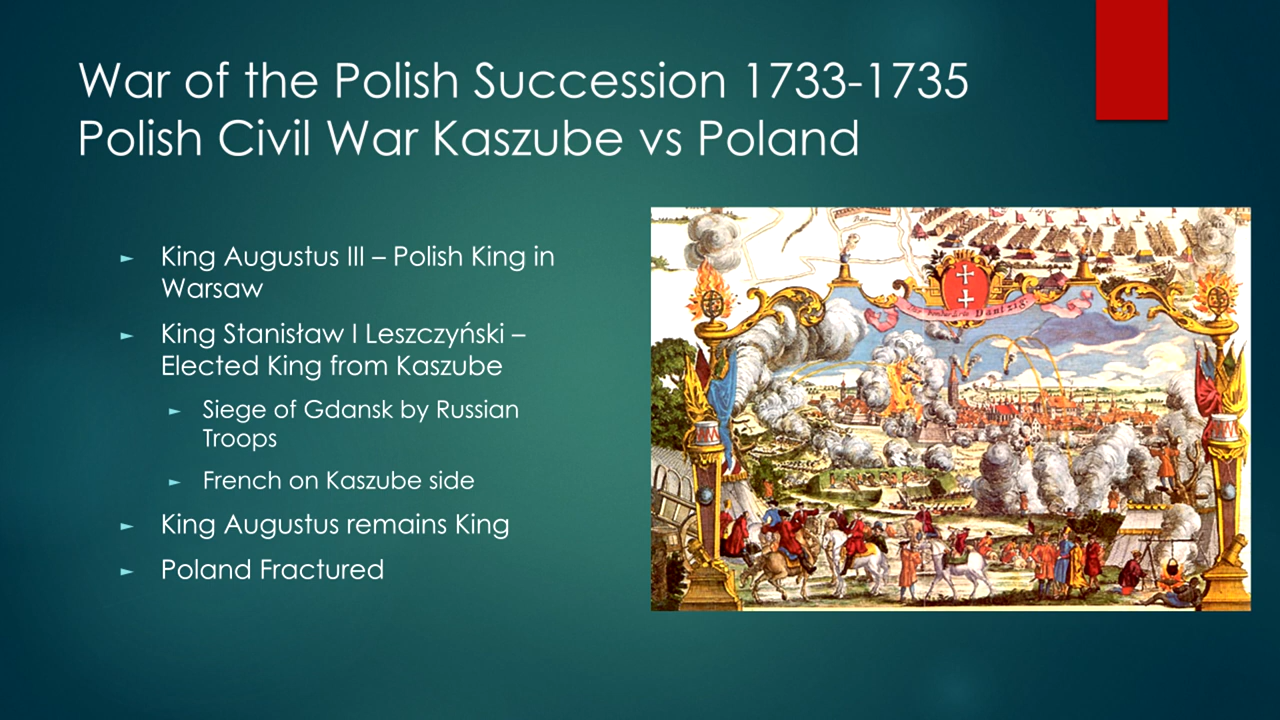 War of the Polish Succession 1733-1735
Polish Civil War Kaszube vs Poland
► King Augustus III – Polish King in
Warsaw
► King Stanisław I Leszczyński –
Elected King from Kaszube
► Siege of Gdansk by Russian
Troops
► French on Kaszube side
► King Augustus remains King
► Poland Fractured
Dantzig